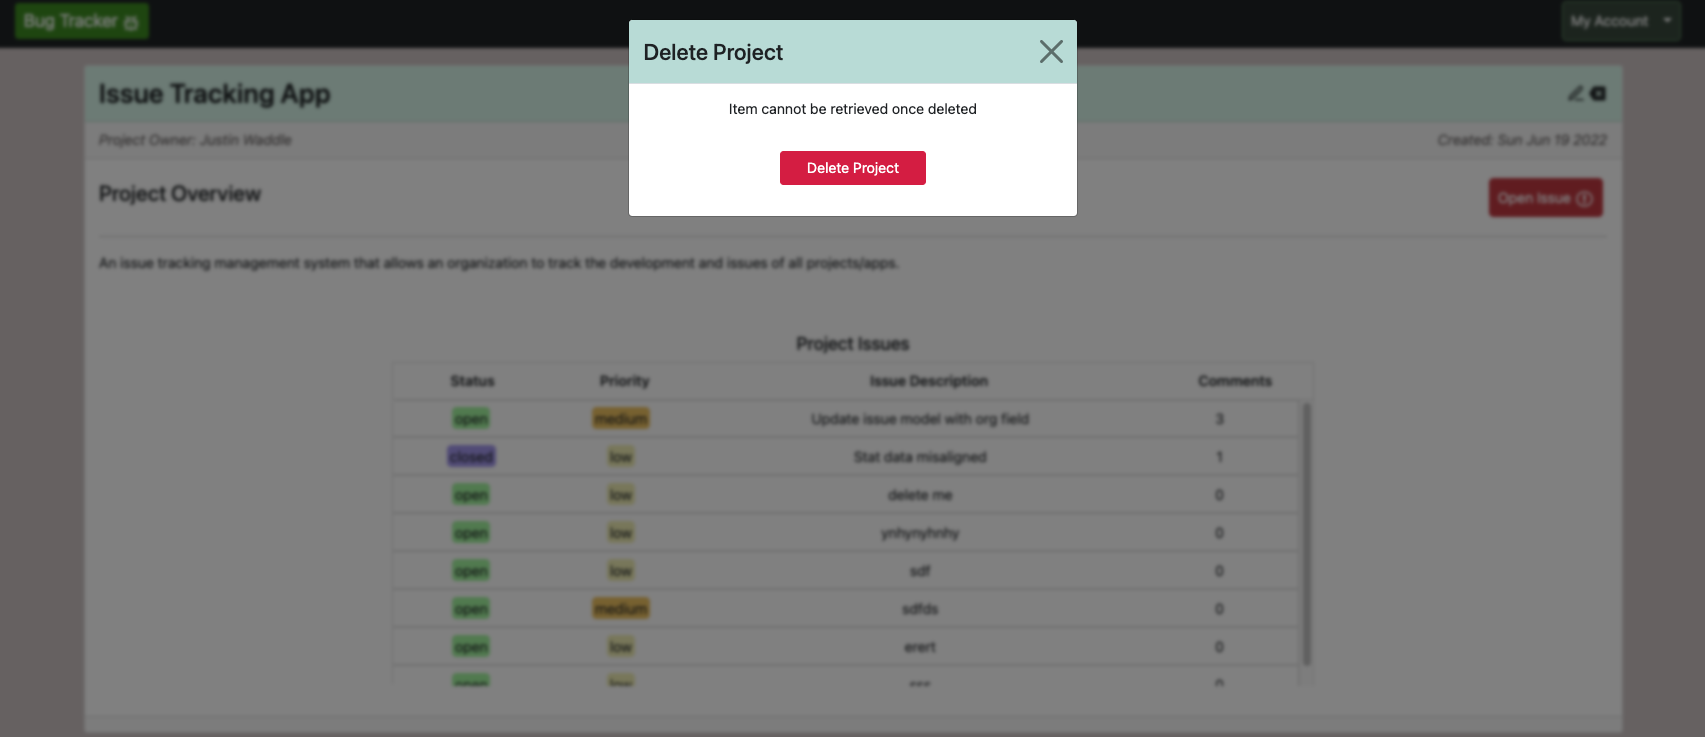 Bug Tracker
My Account
Delete Project
Item cannot be retrieved once deleted
Delete Project
Issue Tracking App
Project Owner: Justin Waddle
Created: Sun Jun 19 2022
Project Overview
Open Issue
An issue tracking management system that allows an organization to track the development and issues of all projects/apps.
Project Issues
Status Priority Issue Description Comments
open medium Update issue model with org field 3
closed low Stat data misaligned 1
open low delete me 0
open low ynhynyhnhy 0
open low sdf 0
open medium sdfds 0
open low erert 0
open low 0